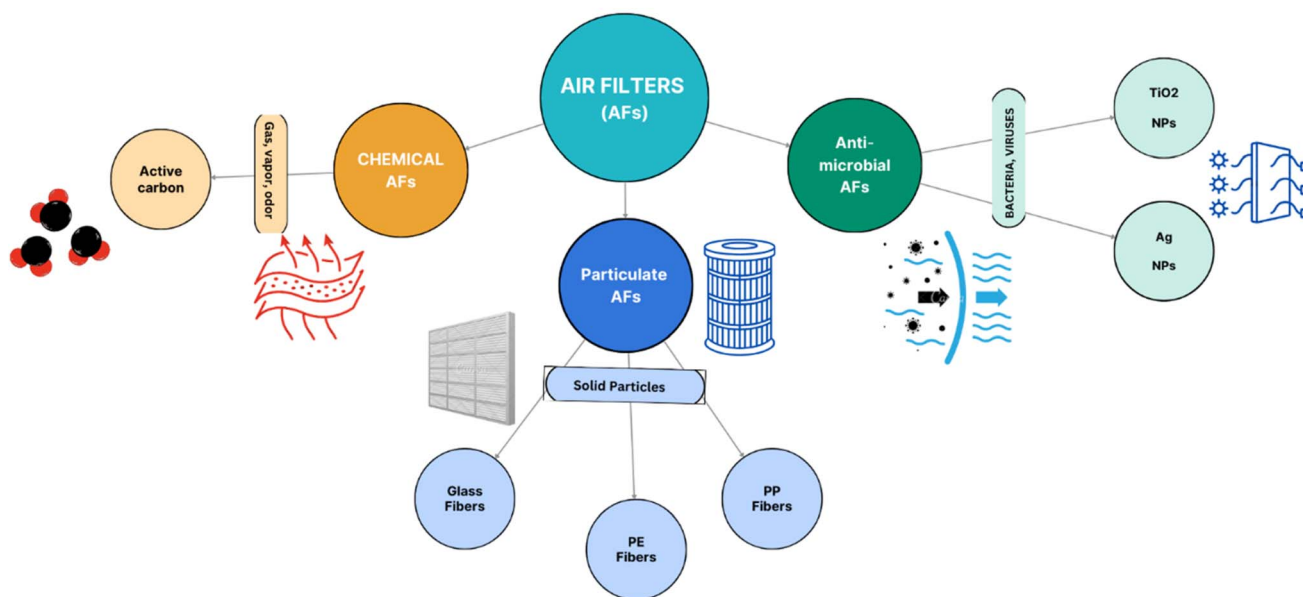 AIR FILTERS
(AFs)
CHEMICAL
AFs
Gas, vapor, odor
Active
carbon
Particulate
AFs
Solid Particles
Glass
Fibers
PE
Fibers
PP
Fibers
Anti-
microbial
AFs
BACTERIA, VIRUSES
TiO2
NPs
Ag
NPs